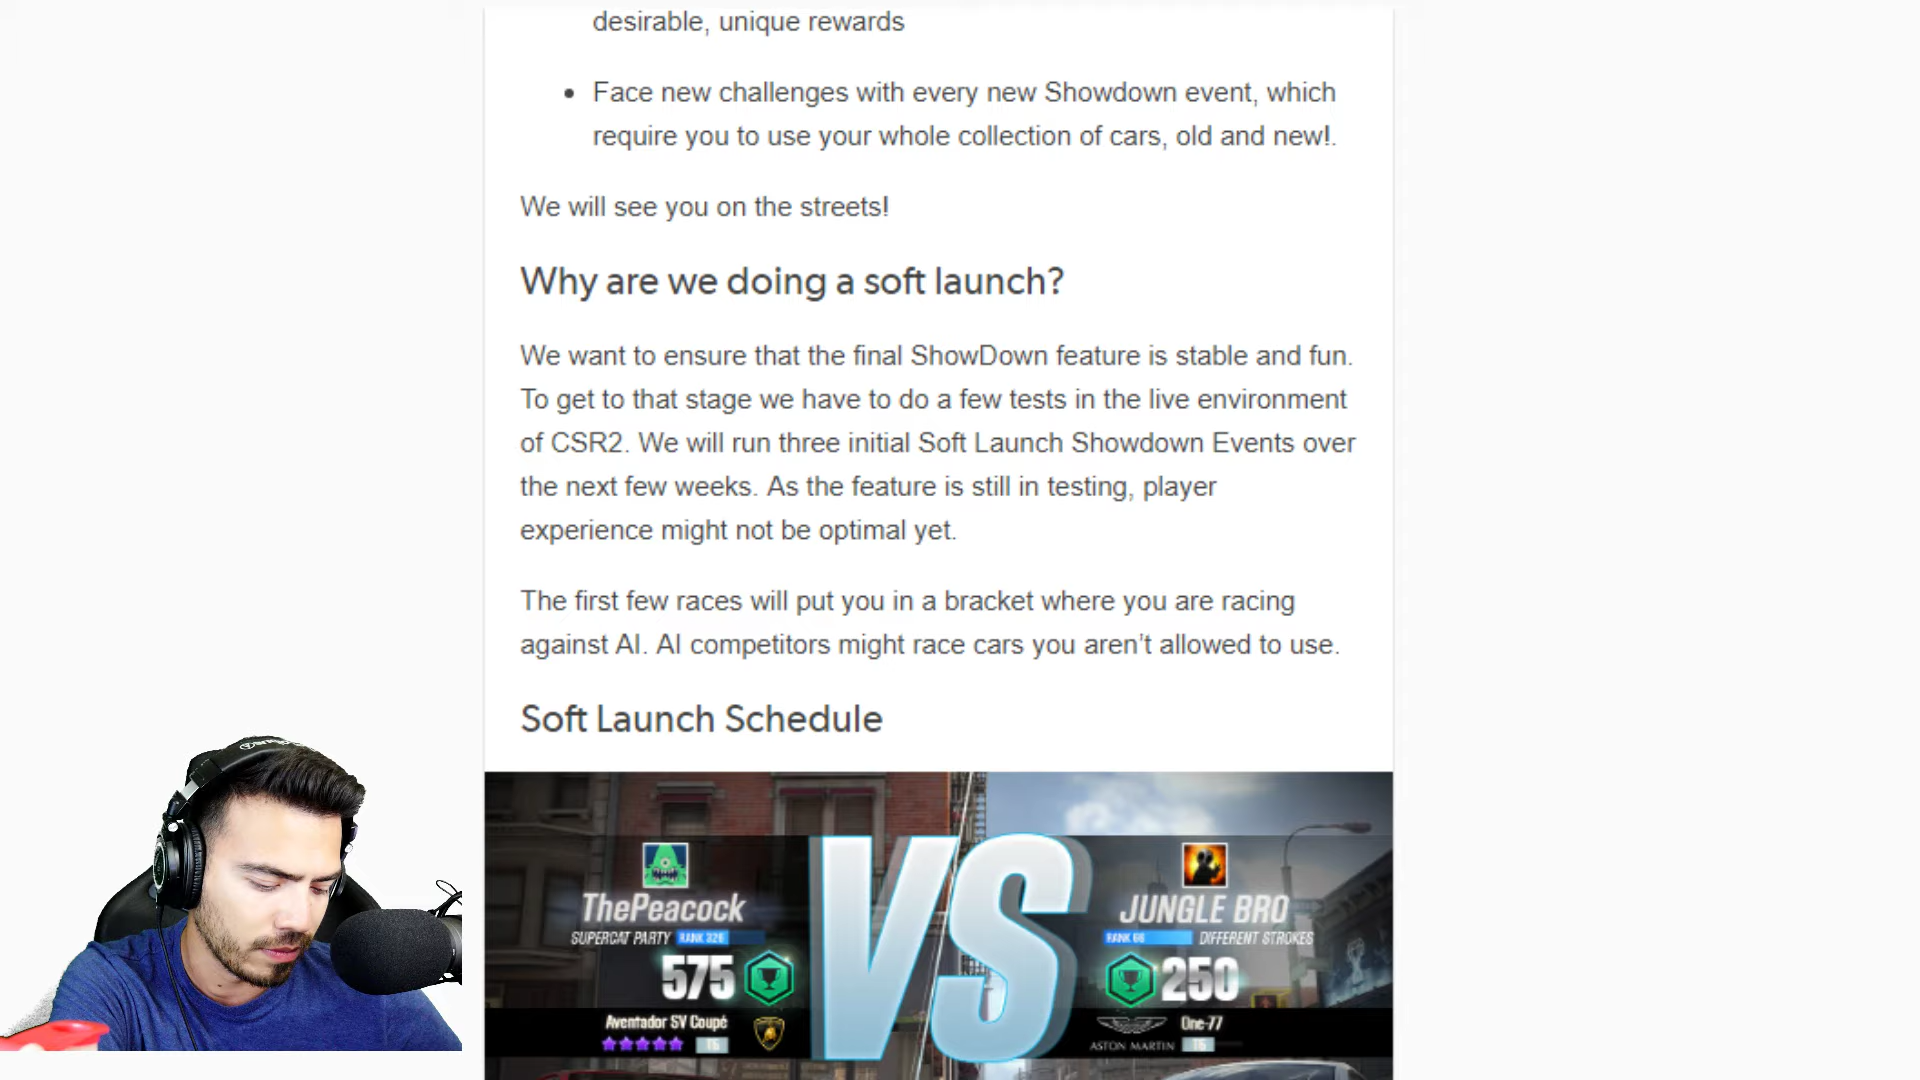 desirable, unique rewards
• Face new challenges with every new Showdown event, which
require you to use your whole collection of cars, old and new!.
We will see you on the streets!
Why are we doing a soft launch?
We want to ensure that the final ShowDown feature is stable and fun.
To get to that stage we have to do a few tests in the live environment
of CSR2. We will run three initial Soft Launch Showdown Events over
the next few weeks. As the feature is still in testing, player
experience might not be optimal yet.
The first few races will put you in a bracket where you are racing
against AI. AI competitors might race cars you aren’t allowed to use.
Soft Launch Schedule
VS
ThePeacock
SUPERCAT PARTY RANK 326
575
Aventador SV Coupé
T5
JUNGLE BRO
RANK 66 DIFFERENT STROKES
250
One-77
ASTON MARTIN T5